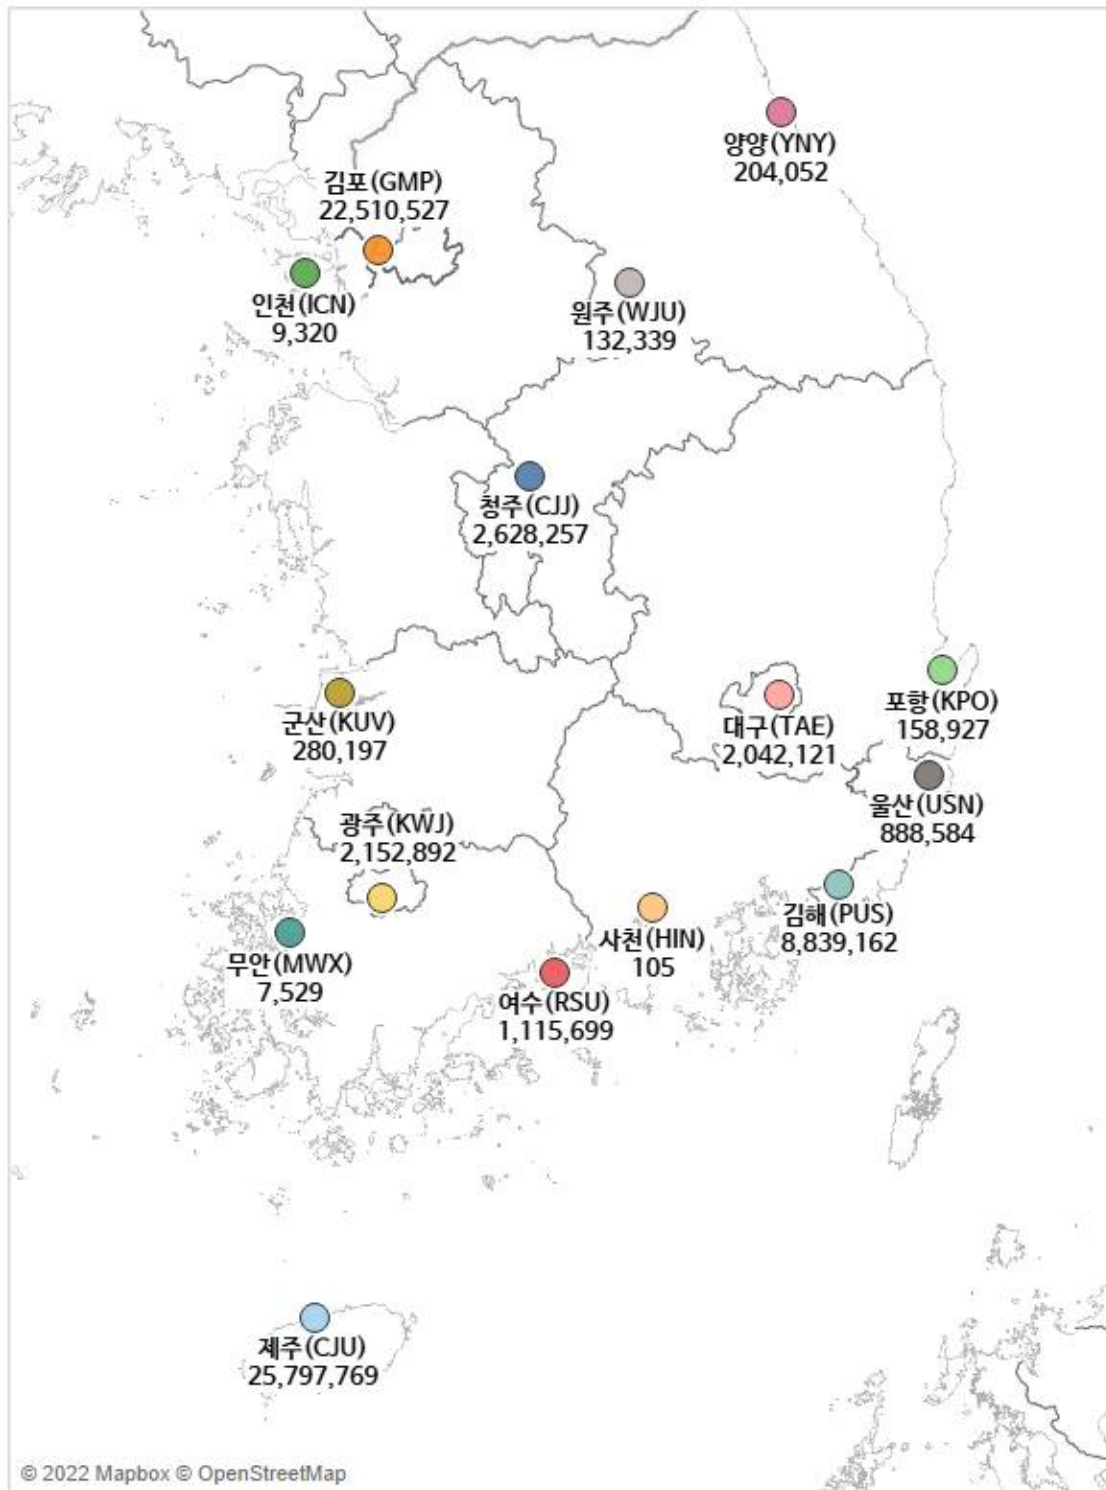 양양(YNY)
204,052
김포(GMP)
22,510,527
인천(ICN)
9,320
원주(WJU)
132,339
청주(CJJ)
2,628,257
군산(KUV)
280,197
대구(TAE)
2,042,121
포항(KPO)
158,927
울산(USN)
888,584
광주(KWJ)
2,152,892
김해(PUS)
8,839,162
사천(HIN)
105
무안(MWX)
7,529
여수(RSU)
1,115,699
제주(CJU)
25,797,769
© 2022 Mapbox © OpenStreetMap